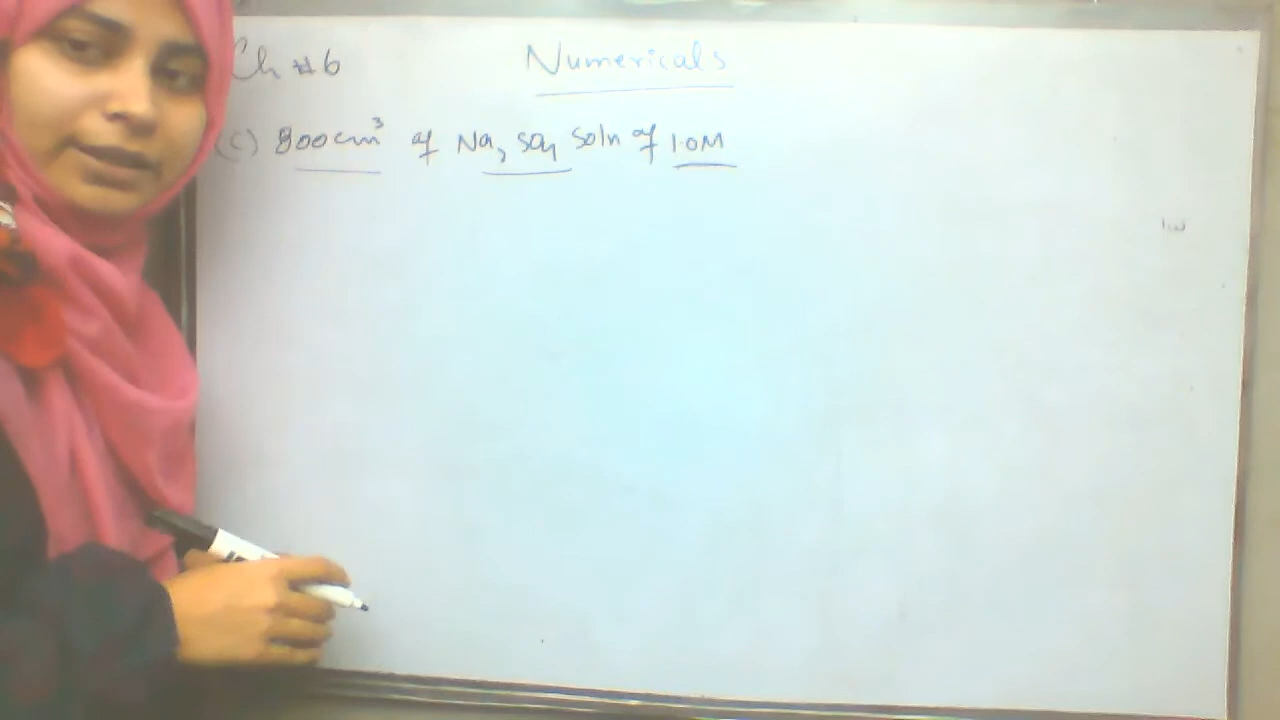 Ch #6
Numericals
(c) 800cm³ of Na₂SO₄ soln of 1.0M